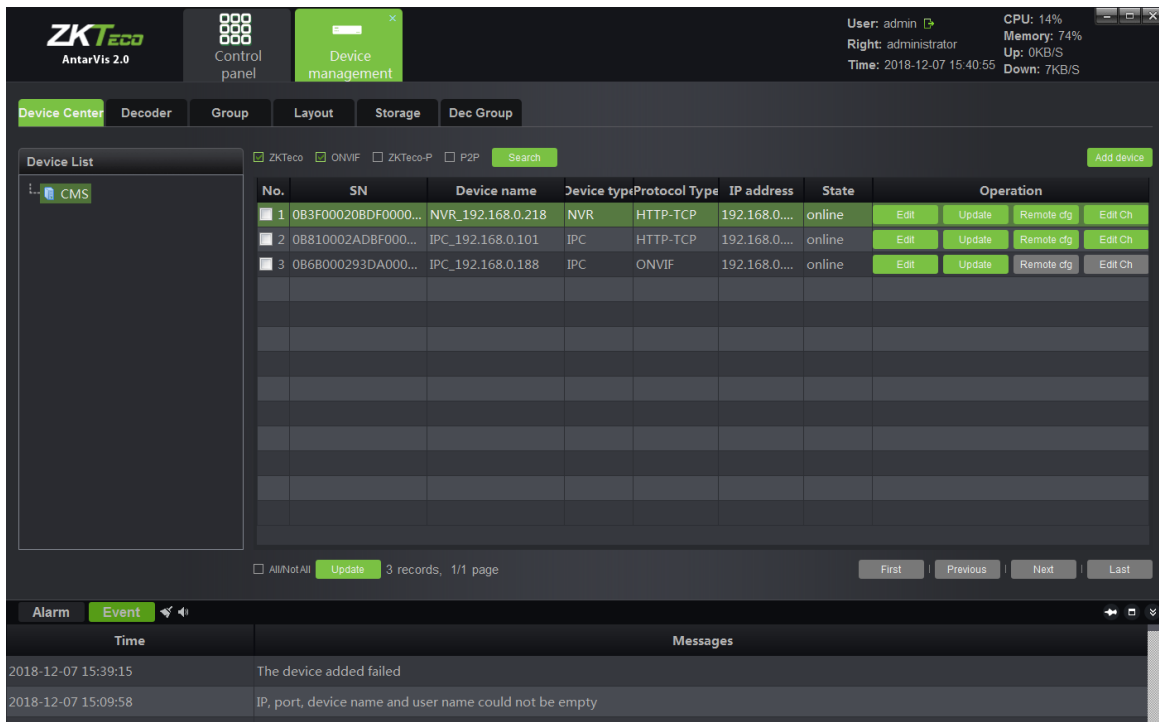 ZKTeco
AntarVis 2.0
Control panel
Device management
User: admin
Right: administrator
Time: 2018-12-07 15:40:55
CPU: 14%
Memory: 74%
Up: 0KB/S
Down: 7KB/S
Device Center Decoder Group Layout Storage Dec Group
Device List
CMS
ZKTeco ONVIF ZKTeco-P P2P Search Add device
No. SN Device name Device type Protocol Type IP address State Operation
1 0B3F00020BDF0000... NVR_192.168.0.218 NVR HTTP-TCP 192.168.0.... online Edit Update Remote cfg Edit Ch
2 0B810002ADBF000... IPC_192.168.0.101 IPC HTTP-TCP 192.168.0.... online Edit Update Remote cfg Edit Ch
3 0B6B000293DA000... IPC_192.168.0.188 IPC ONVIF 192.168.0.... online Edit Update Remote cfg Edit Ch
All/NotAll Update 3 records, 1/1 page First Previous Next Last
Alarm Event
Time Messages
2018-12-07 15:39:15 The device added failed
2018-12-07 15:09:58 IP, port, device name and user name could not be empty